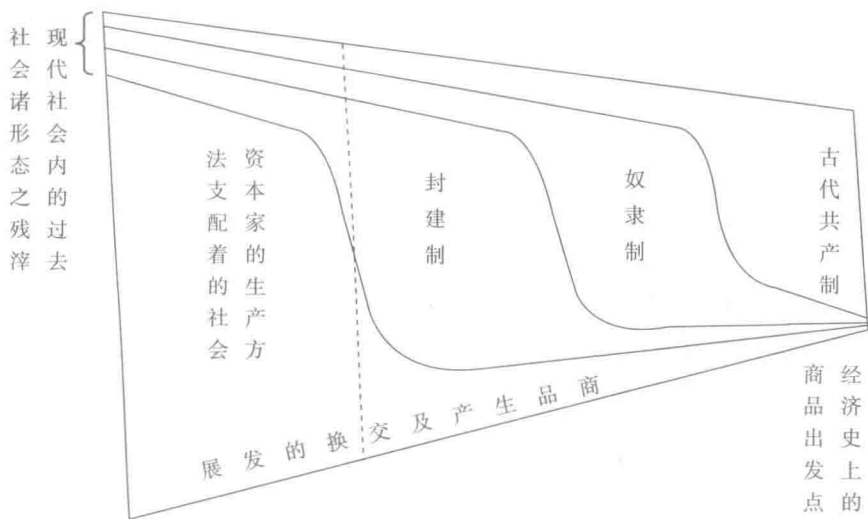 古代共产制
奴隶制
封建制
资本家的生产方
法支配着的社会
现代社会内的过去
社会诸形态之残滓
经济史上的
商品出发点
商品生产及交换的发展